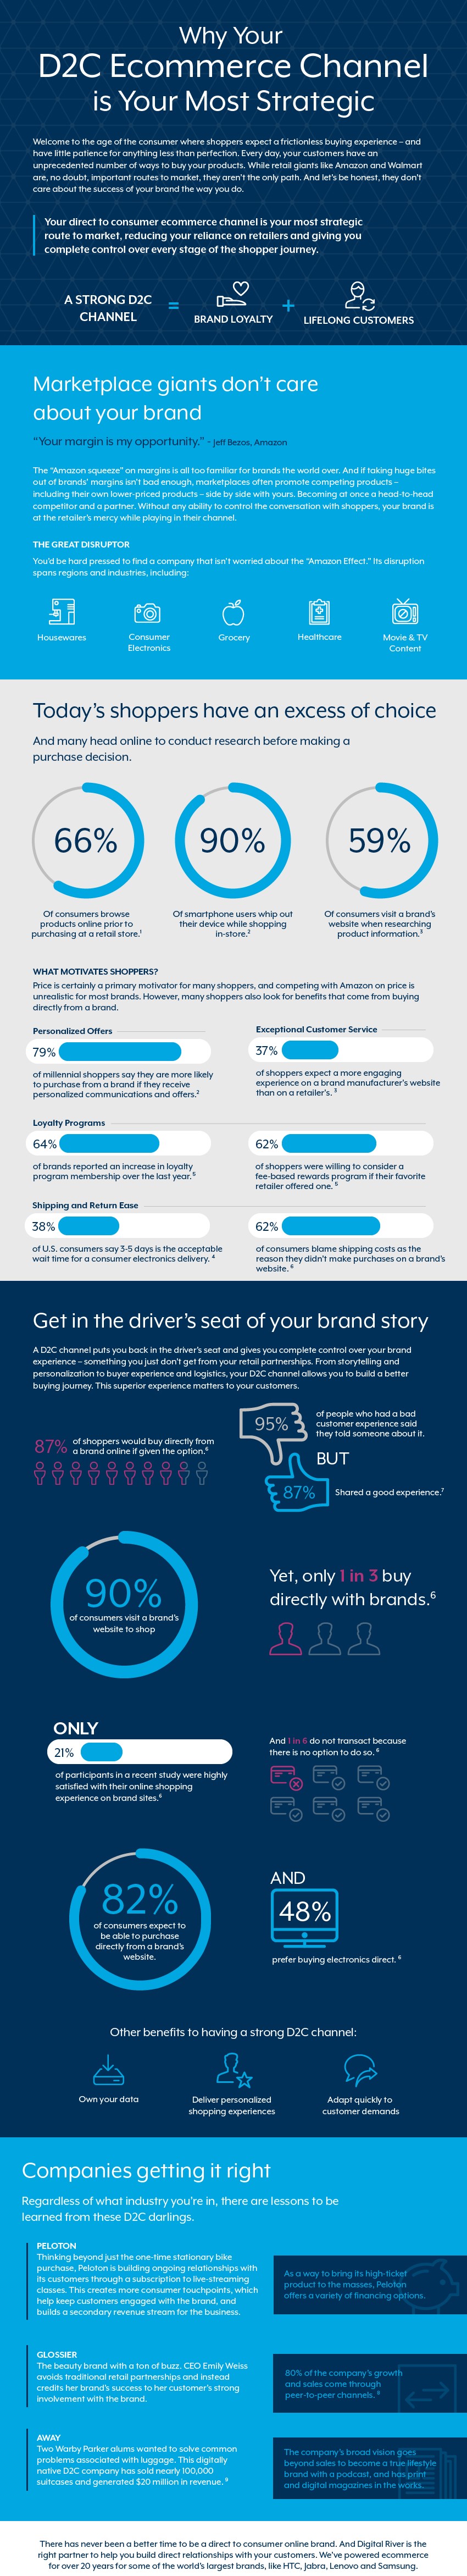 Why Your
D2C Ecommerce Channel
is Your Most Strategic
Welcome to the age of the consumer where shoppers expect a frictionless buying experience – and
have little patience for anything less than perfection. Every day, your customers have an
unprecedented number of ways to buy your products. While retail giants like Amazon and Walmart
are, no doubt, important routes to market, they aren't the only path. And let's be honest, they don't
care about the success of your brand the way you do.
Your direct to consumer ecommerce channel is your most strategic
route to market, reducing your reliance on retailers and giving you
complete control over every stage of the shopper journey.
A STRONG D2C
CHANNEL
=
BRAND LOYALTY
+
LIFELONG CUSTOMERS
Marketplace giants don't care
about your brand
"Your margin is my opportunity." - Jeff Bezos, Amazon
The "Amazon squeeze" on margins is all too familiar for brands the world over. And if taking huge bites
out of brands' margins isn't bad enough, marketplaces often promote competing products –
including their own lower-priced products – side by side with yours. Becoming at once a head-to-head
competitor and a partner. Without any ability to control the conversation with shoppers, your brand is
at the retailer's mercy while playing in their channel.
THE GREAT DISRUPTOR
You'd be hard pressed to find a company that isn't worried about the "Amazon Effect." Its disruption
spans regions and industries, including:
Housewares
Consumer
Electronics
Grocery
Healthcare
Movie & TV
Content
Today's shoppers have an excess of choice
And many head online to conduct research before making a
purchase decision.
66%
Of consumers browse
products online prior to
purchasing at a retail store.¹
90%
Of smartphone users whip out
their device while shopping
in-store.²
59%
Of consumers visit a brand's
website when researching
product information.³
WHAT MOTIVATES SHOPPERS?
Price is certainly a primary motivator for many shoppers, and competing with Amazon on price is
unrealistic for most brands. However, many shoppers also look for benefits that come from buying
directly from a brand.
Personalized Offers
79%
of millennial shoppers say they are more likely
to purchase from a brand if they receive
personalized communications and offers.²
Exceptional Customer Service
37%
of shoppers expect a more engaging
experience on a brand manufacturer's website
than on a retailer's. ³
Loyalty Programs
64%
of brands reported an increase in loyalty
program membership over the last year.⁵
62%
of shoppers were willing to consider a
fee-based rewards program if their favorite
retailer offered one. ⁵
Shipping and Return Ease
38%
of U.S. consumers say 3-5 days is the acceptable
wait time for a consumer electronics delivery. ⁴
62%
of consumers blame shipping costs as the
reason they didn't make purchases on a brand's
website. ⁶
Get in the driver's seat of your brand story
A D2C channel puts you back in the driver's seat and gives you complete control over your brand
experience – something you just don't get from your retail partnerships. From storytelling and
personalization to buyer experience and logistics, your D2C channel allows you to build a better
buying journey. This superior experience matters to your customers.
87% of shoppers would buy directly from
a brand online if given the option.⁶
95%
of people who had a bad
customer experience said
they told someone about it.
BUT
87%
Shared a good experience.⁷
90%
of consumers visit a brand's
website to shop
Yet, only 1 in 3 buy
directly with brands.⁶
ONLY
21%
of participants in a recent study were highly
satisfied with their online shopping
experience on brand sites.⁶
And 1 in 6 do not transact because
there is no option to do so. ⁶
82%
of consumers expect to
be able to purchase
directly from a brand's
website.
AND
48%
prefer buying electronics direct. ⁶
Other benefits to having a strong D2C channel:
Own your data
Deliver personalized
shopping experiences
Adapt quickly to
customer demands
Companies getting it right
Regardless of what industry you're in, there are lessons to be
learned from these D2C darlings.
PELOTON
Thinking beyond just the one-time stationary bike
purchase, Peloton is building ongoing relationships with
its customers through a subscription to live-streaming
classes. This creates more consumer touchpoints, which
help keep customers engaged with the brand, and
builds a secondary revenue stream for the business.
As a way to bring its high-ticket
product to the masses, Peloton
offers a variety of financing options.
GLOSSIER
The beauty brand with a ton of buzz. CEO Emily Weiss
avoids traditional retail partnerships and instead
credits her brand's success to her customer's strong
involvement with the brand.
80% of the company's growth
and sales come through
peer-to-peer channels. ⁸
AWAY
Two Warby Parker alums wanted to solve common
problems associated with luggage. This digitally
native D2C company has sold nearly 100,000
suitcases and generated $20 million in revenue. ⁹
The company's broad vision goes
beyond sales to become a true lifestyle
brand with a podcast, and has print
and digital magazines in the works.
There has never been a better time to be a direct to consumer online brand. And Digital River is the
right partner to help you build direct relationships with your customers. We've powered ecommerce
for over 20 years for some of the world's largest brands, like HTC, Jabra, Lenovo and Samsung.